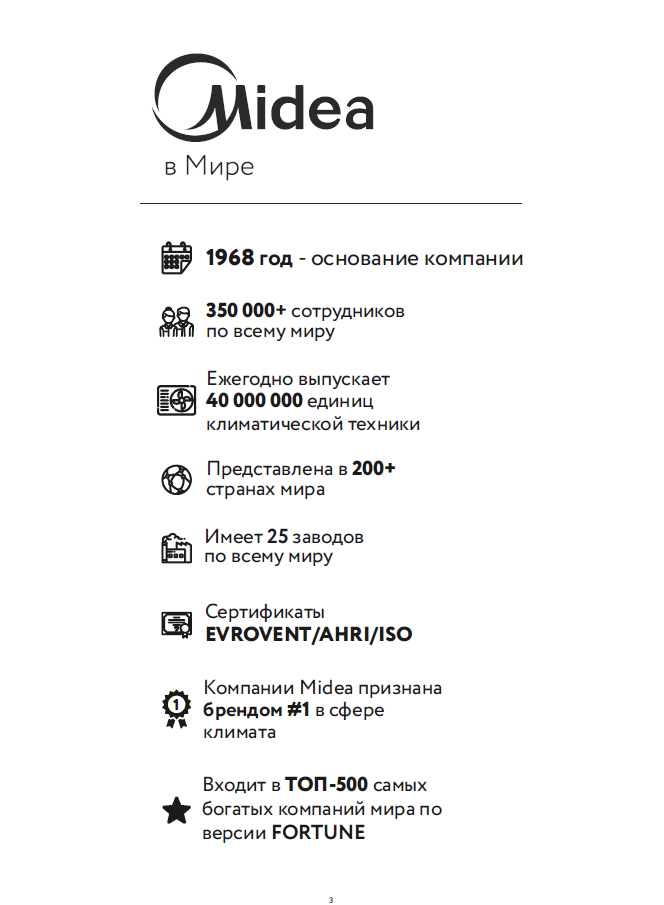 Midea
в Мире
1968 год - основание компании
350 000+ сотрудников
по всему миру
Ежегодно выпускает
40 000 000 единиц
климатической техники
Представлена в 200+
странах мира
Имеет 25 заводов
по всему миру
Сертификаты
EVROVENT/AHRI/ISO
1
Компании Midea признана
брендом #1 в сфере
климата
Входит в ТОП-500 самых
богатых компаний мира по
версии FORTUNE
3